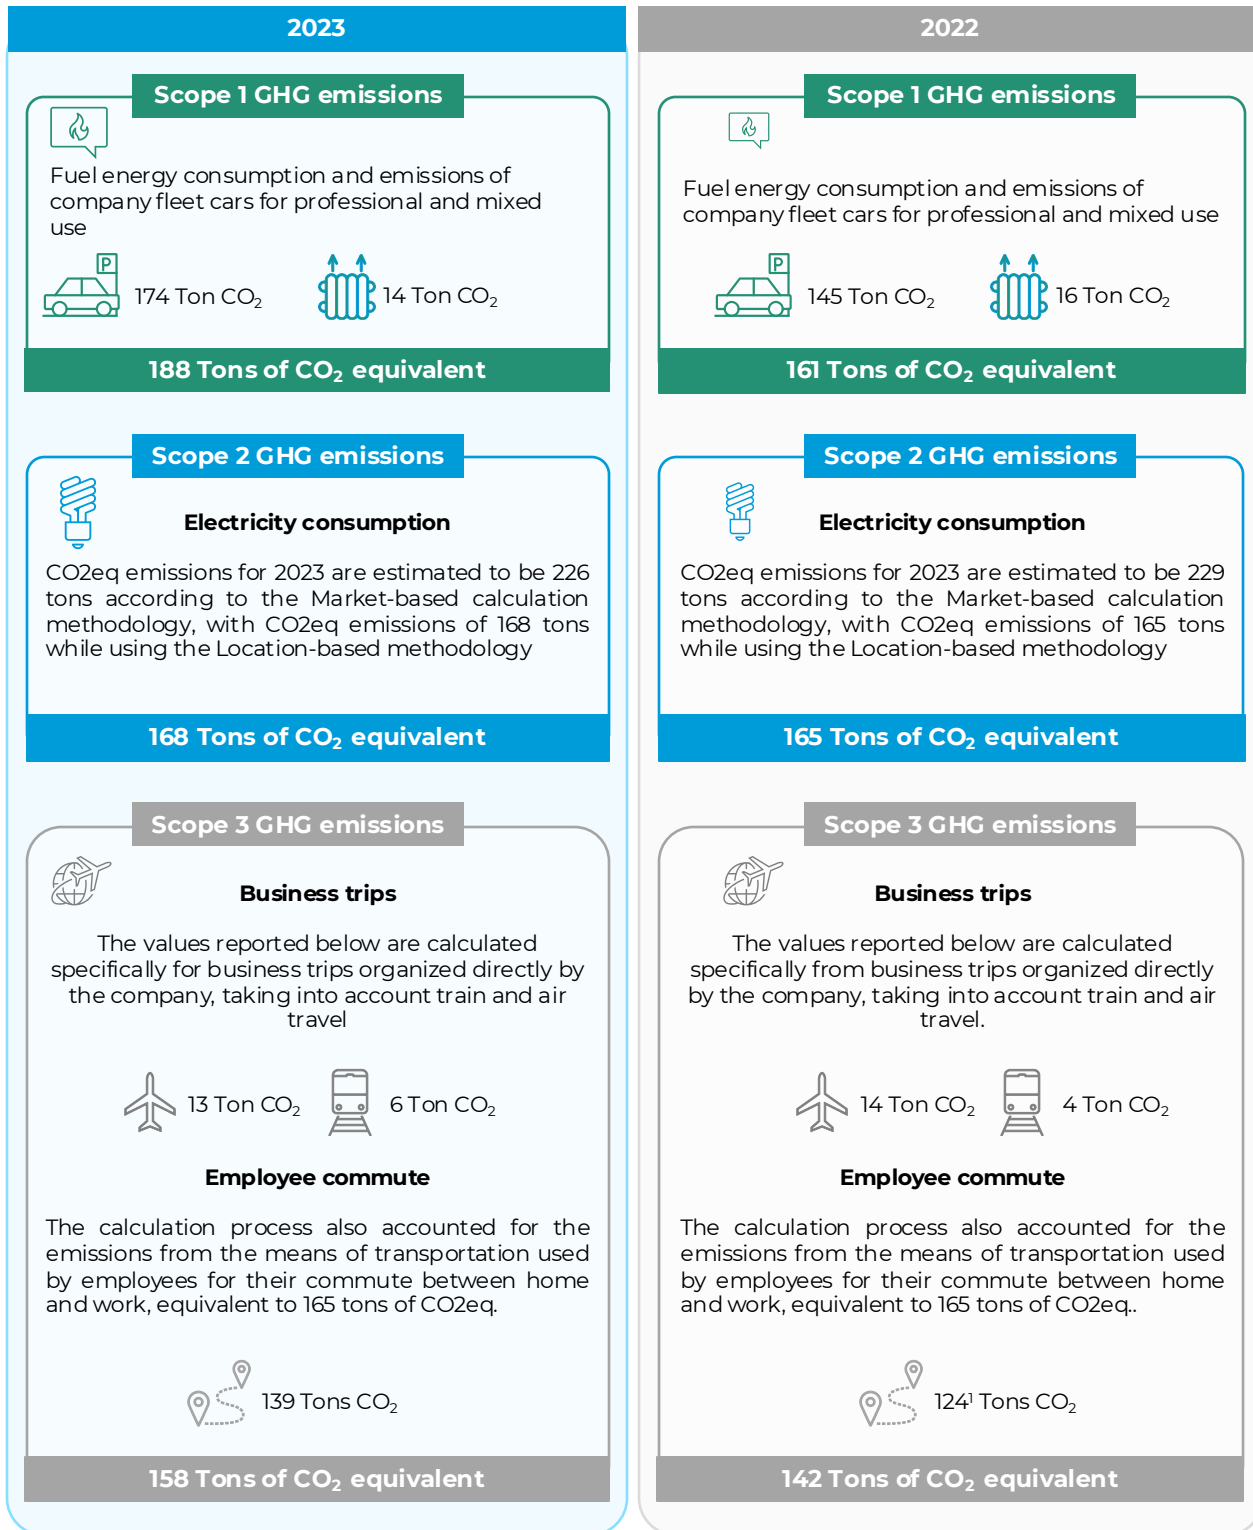 2023
Scope 1 GHG emissions
Fuel energy consumption and emissions of
company fleet cars for professional and mixed
use
P
174 Ton CO₂
14 Ton CO₂
188 Tons of CO₂ equivalent
Scope 2 GHG emissions
Electricity consumption
CO2eq emissions for 2023 are estimated to be 226
tons according to the Market-based calculation
methodology, with CO2eq emissions of 168 tons
while using the Location-based methodology
168 Tons of CO₂ equivalent
Scope 3 GHG emissions
Business trips
The values reported below are calculated
specifically for business trips organized directly by
the company, taking into account train and air
travel
13 Ton CO₂
6 Ton CO₂
Employee commute
The calculation process also accounted for the
emissions from the means of transportation used
by employees for their commute between home
and work, equivalent to 165 tons of CO2eq.
139 Tons CO₂
158 Tons of CO₂ equivalent
2022
Scope 1 GHG emissions
Fuel energy consumption and emissions of
company fleet cars for professional and mixed use
P
145 Ton CO₂
16 Ton CO₂
161 Tons of CO₂ equivalent
Scope 2 GHG emissions
Electricity consumption
CO2eq emissions for 2023 are estimated to be 229
tons according to the Market-based calculation
methodology, with CO2eq emissions of 165 tons
while using the Location-based methodology
165 Tons of CO₂ equivalent
Scope 3 GHG emissions
Business trips
The values reported below are calculated
specifically from business trips organized directly
by the company, taking into account train and air
travel.
14 Ton CO₂
4 Ton CO₂
Employee commute
The calculation process also accounted for the
emissions from the means of transportation used
by employees for their commute between home
and work, equivalent to 165 tons of CO2eq..
124¹ Tons CO₂
142 Tons of CO₂ equivalent